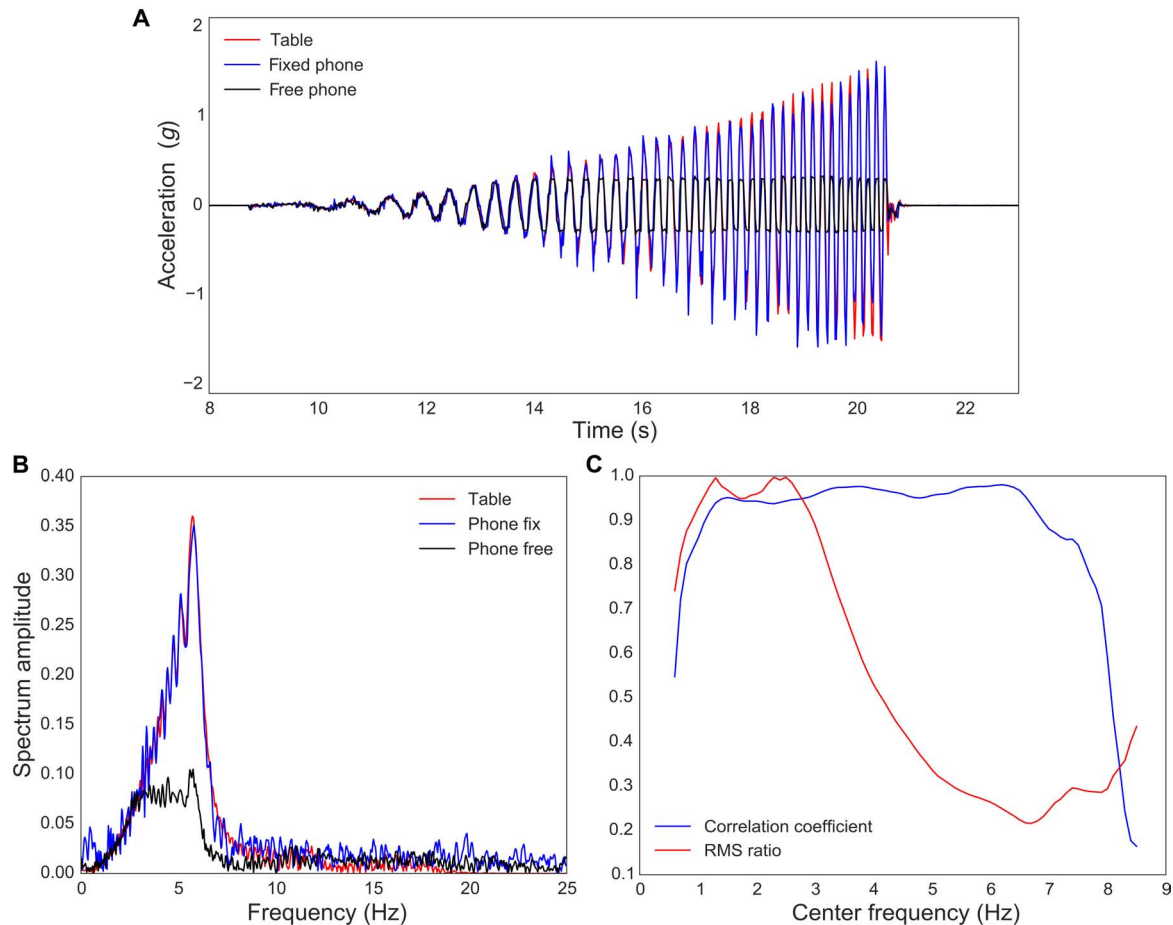 A
2
Table
Fixed phone
Free phone
1
0
−1
−2
Acceleration (g)
8 10 12 14 16 18 20 22
Time (s)
B
0.40
0.35
0.30
0.25
0.20
0.15
0.10
0.05
0.00
Spectrum amplitude
Table
Phone fix
Phone free
0 5 10 15 20 25
Frequency (Hz)
C
1.0
0.9
0.8
0.7
0.6
0.5
0.4
0.3
0.2
0.1
Correlation coefficient
RMS ratio
0 1 2 3 4 5 6 7 8 9
Center frequency (Hz)